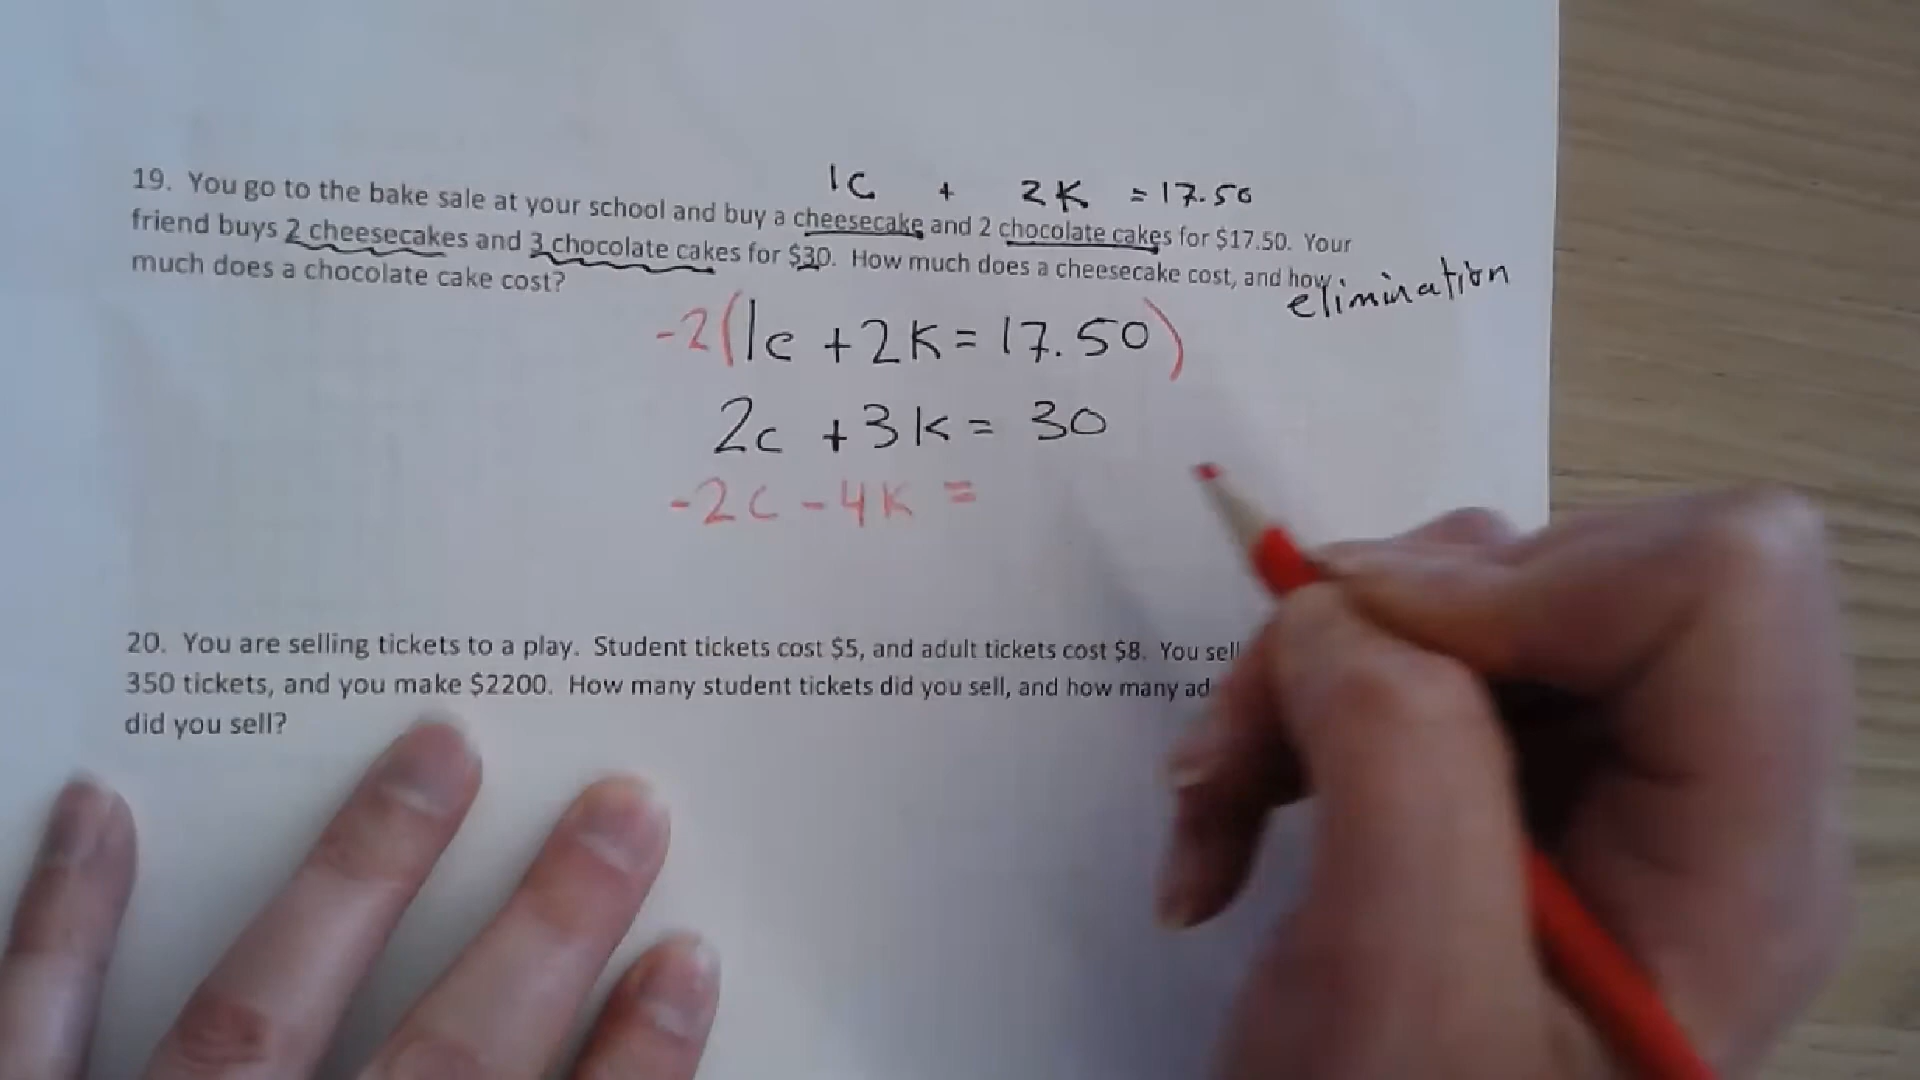 1C + 2K = 17.50
19. You go to the bake sale at your school and buy a cheesecake and 2 chocolate cakes for $17.50. Your
friend buys 2 cheesecakes and 3 chocolate cakes for $30. How much does a cheesecake cost, and how
much does a chocolate cake cost?
elimination
-2(1c + 2K = 17.50)
2c + 3K = 30
-2C - 4K =
20. You are selling tickets to a play. Student tickets cost $5, and adult tickets cost $8. You sell
350 tickets, and you make $2200. How many student tickets did you sell, and how many ad
did you sell?